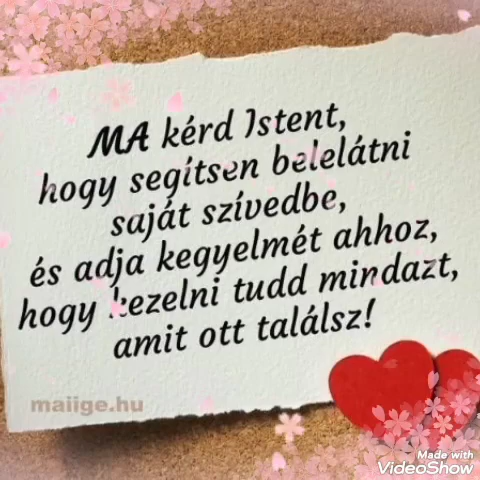 MA kérd Istent,
hogy segítsen belelátni
saját szívedbe,
és adja kegyelmét ahhoz,
hogy kezelni tudd mindazt,
amit ott találsz!
maiige.hu
Made with
VideoShow